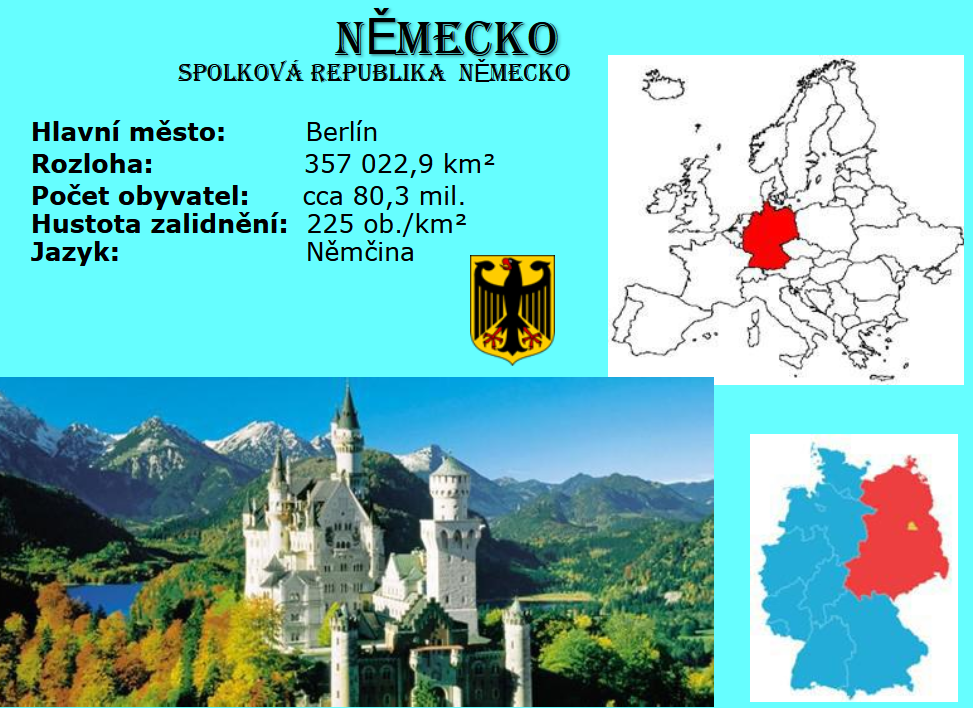 NĚMECKO
SPOLKOVÁ REPUBLIKA NĚMECKO
Hlavní město: Berlín
Rozloha: 357 022,9 km²
Počet obyvatel: cca 80,3 mil.
Hustota zalidnění: 225 ob./km²
Jazyk: Němčina